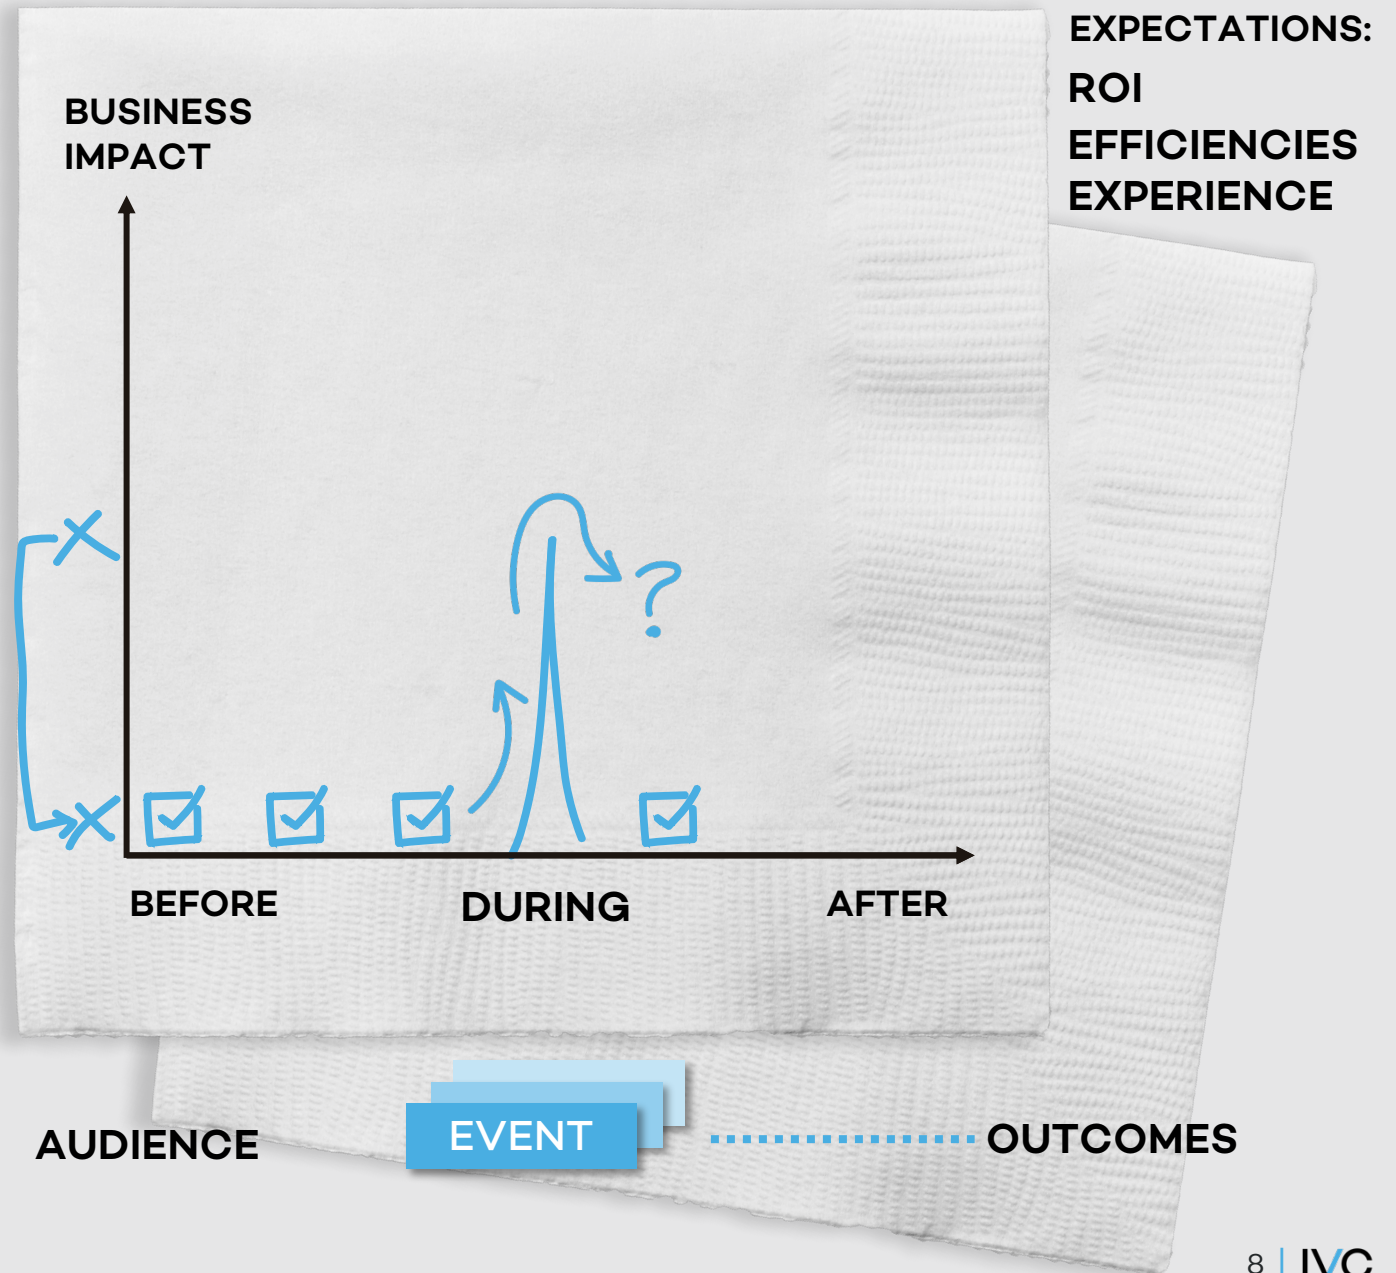 EXPECTATIONS:
ROI
EFFICIENCIES
EXPERIENCE
BUSINESS
IMPACT
?
BEFORE DURING AFTER
AUDIENCE EVENT OUTCOMES
8 | IVC